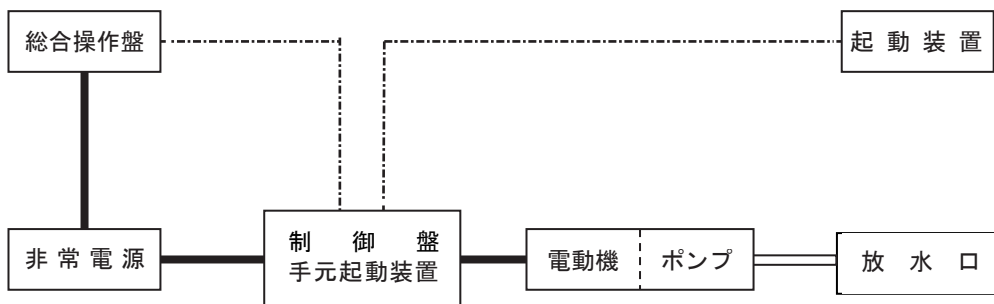 総合操作盤
起動装置
非常電源
制御盤
手元起動装置
電動機
ポンプ
放水口